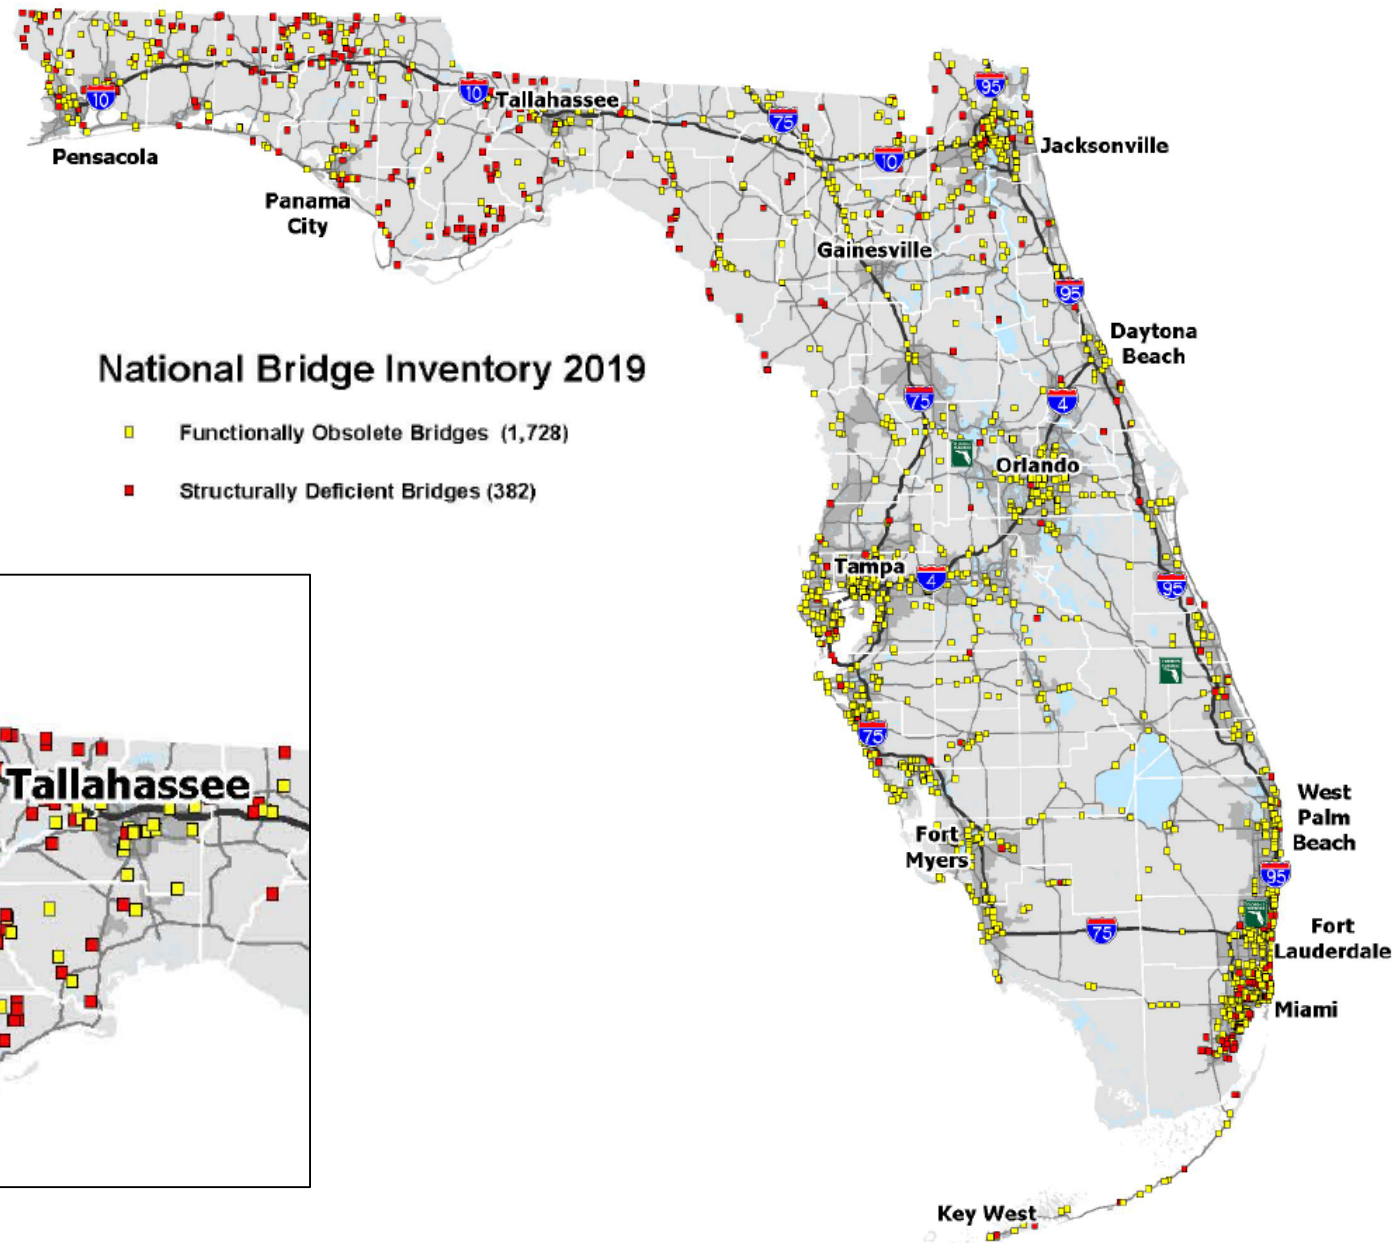 10
10
Tallahassee
75
95
Jacksonville
10
Pensacola
Panama
City
Gainesville
95
Daytona
Beach
National Bridge Inventory 2019
Functionally Obsolete Bridges (1,728)
Structurally Deficient Bridges (382)
75
4
Orlando
Tampa
4
95
75
Tallahassee
Fort
Myers
West
Palm
Beach
95
75
Fort
Lauderdale
Miami
Key West